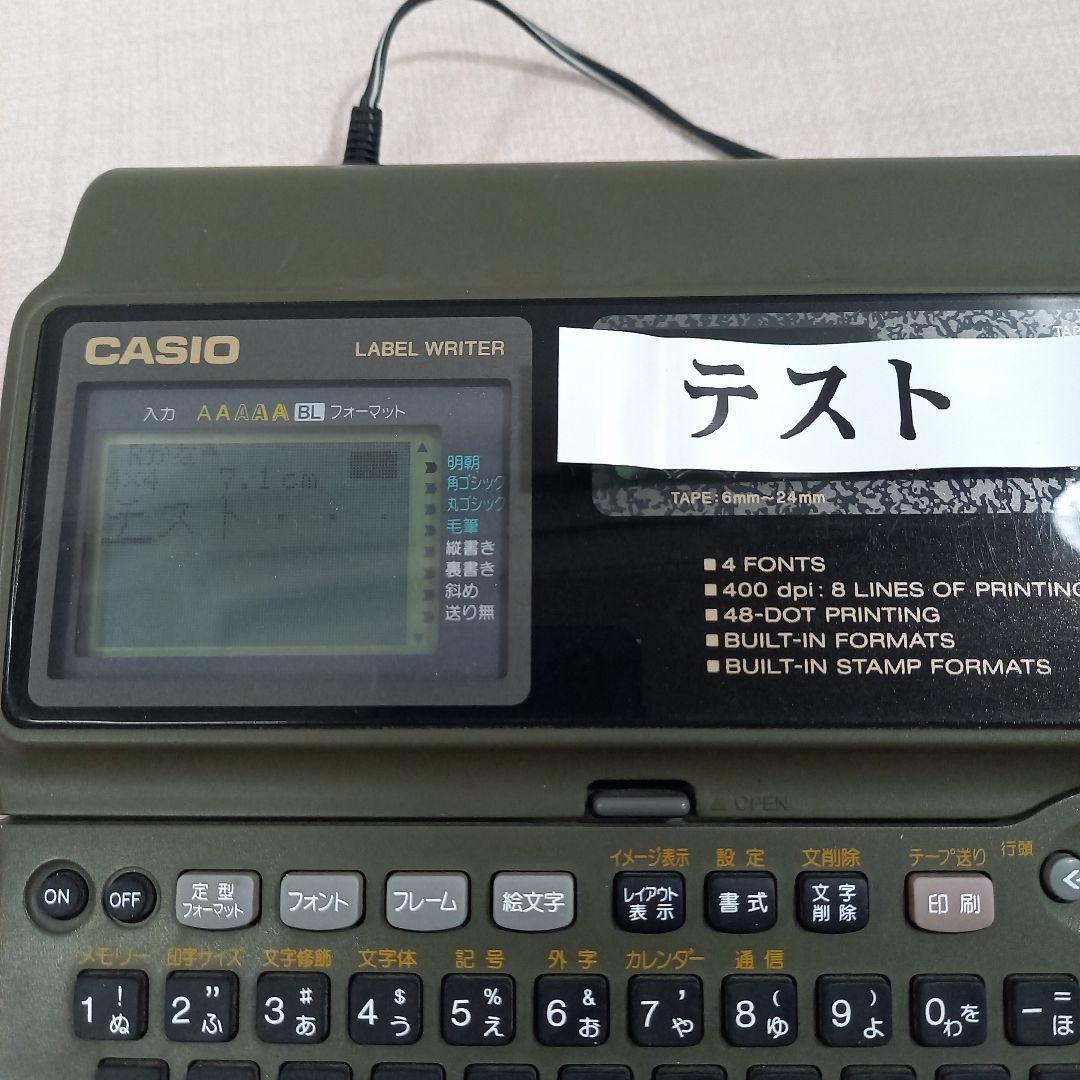 CASIO LABEL WRITER
入力 AAAAA BL フォーマット
Rかな
4×4 7.1cm
テスト
明朝
角ゴシック
丸ゴシック
毛筆
縦書き
裏書き
斜め
送り無
テスト
TAPE: 6mm~24mm
■4 FONTS
■400 dpi: 8 LINES OF PRINTING
■48-DOT PRINTING
■BUILT-IN FORMATS
■BUILT-IN STAMP FORMATS
▲OPEN
イメージ表示 設定 文削除 テープ送り 行頭
ON OFF 定型フォーマット フォント フレーム 絵文字 レイアウト表示 書式 文字削除 印刷
メモリー 印字サイズ 文字修飾 文字体 記号 外字 カレンダー 通信
1 ! ぬ 2 " ふ 3 # あ 4 $ う 5 % え 6 & お 7 ' や 8 ( ゆ 9 ) よ 0 を わ - = ほ